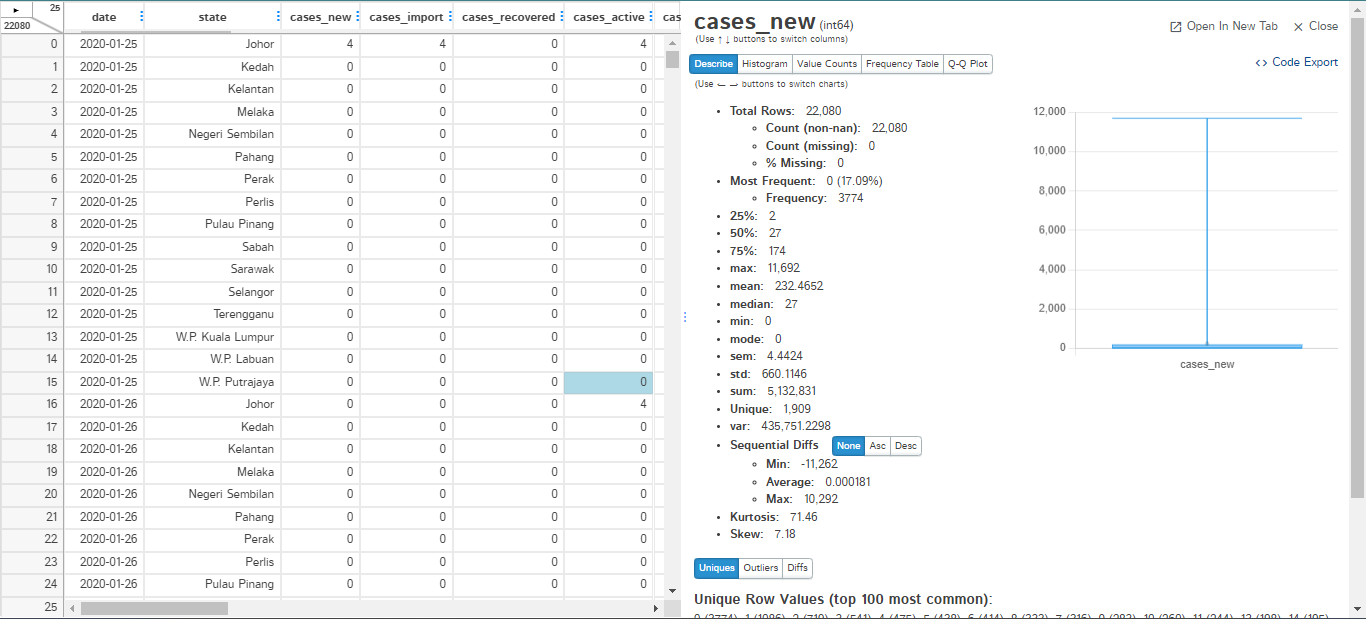 25
22080
date state cases_new cases_import cases_recovered cases_active cas
0 2020-01-25 Johor 4 4 0 4
1 2020-01-25 Kedah 0 0 0 0
2 2020-01-25 Kelantan 0 0 0 0
3 2020-01-25 Melaka 0 0 0 0
4 2020-01-25 Negeri Sembilan 0 0 0 0
5 2020-01-25 Pahang 0 0 0 0
6 2020-01-25 Perak 0 0 0 0
7 2020-01-25 Perlis 0 0 0 0
8 2020-01-25 Pulau Pinang 0 0 0 0
9 2020-01-25 Sabah 0 0 0 0
10 2020-01-25 Sarawak 0 0 0 0
11 2020-01-25 Selangor 0 0 0 0
12 2020-01-25 Terengganu 0 0 0 0
13 2020-01-25 W.P. Kuala Lumpur 0 0 0 0
14 2020-01-25 W.P. Labuan 0 0 0 0
15 2020-01-25 W.P. Putrajaya 0 0 0 0
16 2020-01-26 Johor 0 0 0 4
17 2020-01-26 Kedah 0 0 0 0
18 2020-01-26 Kelantan 0 0 0 0
19 2020-01-26 Melaka 0 0 0 0
20 2020-01-26 Negeri Sembilan 0 0 0 0
21 2020-01-26 Pahang 0 0 0 0
22 2020-01-26 Perak 0 0 0 0
23 2020-01-26 Perlis 0 0 0 0
24 2020-01-26 Pulau Pinang 0 0 0 0
25
cases_new (int64)
(Use ↑ ↓ buttons to switch columns)
Open In New Tab
Close
Describe Histogram Value Counts Frequency Table Q-Q Plot
<> Code Export
(Use ← → buttons to switch charts)
Total Rows: 22,080
Count (non-nan): 22,080
Count (missing): 0
% Missing: 0
Most Frequent: 0 (17.09%)
Frequency: 3774
25%: 2
50%: 27
75%: 174
max: 11,692
mean: 232.4652
median: 27
min: 0
mode: 0
sem: 4.4424
std: 660.1146
sum: 5,132,831
Unique: 1,909
var: 435,751.2298
Sequential Diffs None Asc Desc
Min: -11,262
Average: 0.000181
Max: 10,292
Kurtosis: 71.46
Skew: 7.18
12,000
10,000
8,000
6,000
4,000
2,000
0
cases_new
Uniques Outliers Diffs
Unique Row Values (top 100 most common):